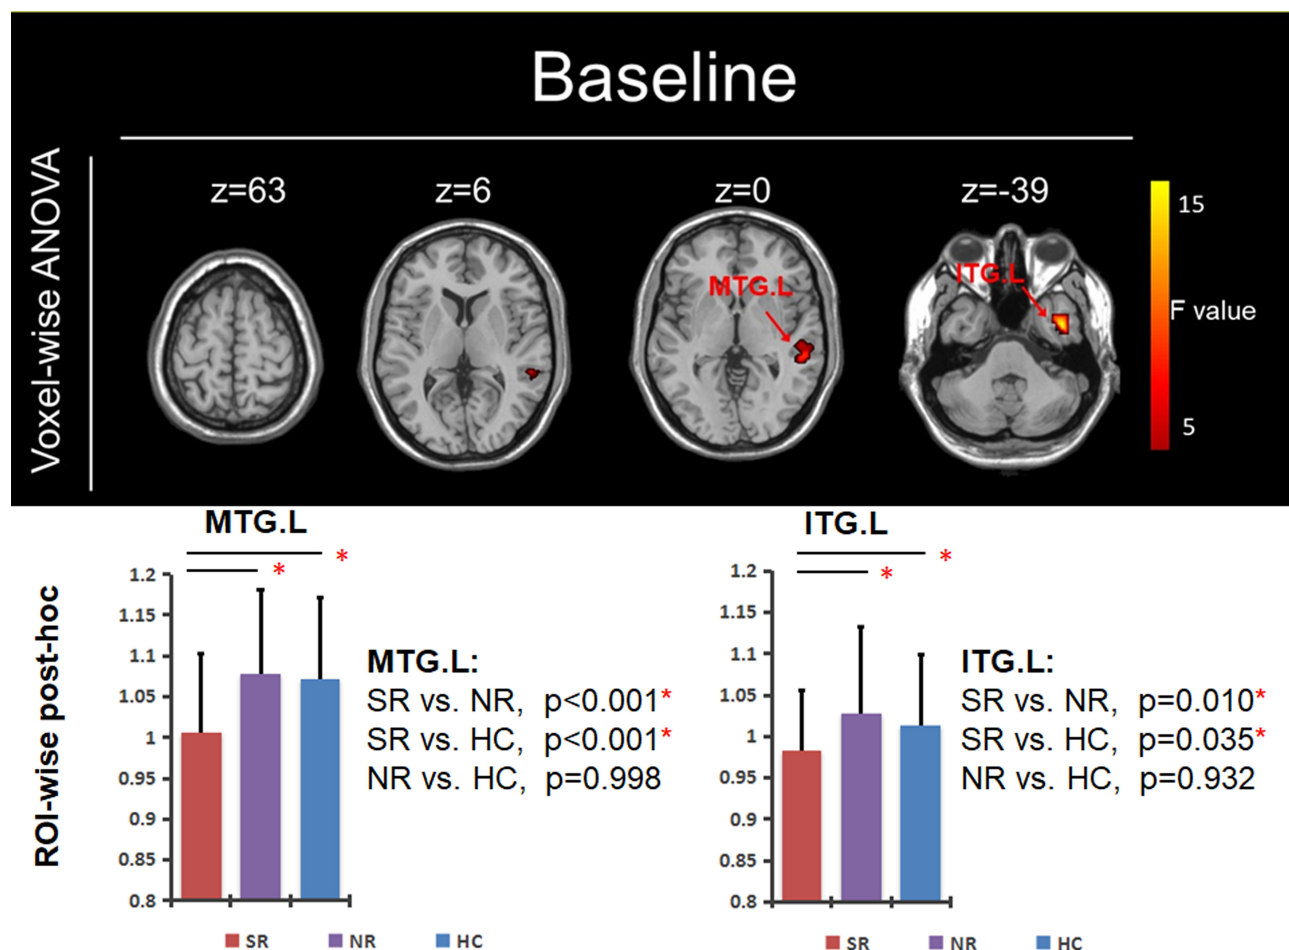 Baseline
Voxel-wise ANOVA
z=63
z=6
z=0
z=-39
MTG.L
ITG.L
15
F value
5
MTG.L
*
*
1.2
1.15
1.1
1.05
1
0.95
0.9
0.85
0.8
ROI-wise post-hoc
MTG.L:
SR vs. NR, p<0.001*
SR vs. HC, p<0.001*
NR vs. HC, p=0.998
SR
NR
HC
ITG.L
*
*
1.2
1.15
1.1
1.05
1
0.95
0.9
0.85
0.8
ITG.L:
SR vs. NR, p=0.010*
SR vs. HC, p=0.035*
NR vs. HC, p=0.932
SR
NR
HC